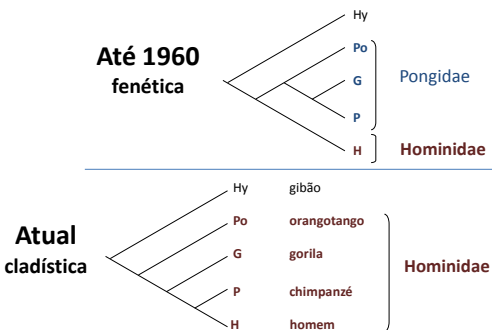 Hy
Até 1960
fenética
Po
G
P
Pongidae
H
Hominidae
Hy gibão
Atual
cladística
Po orangotango
G gorila
P chimpanzé
H homem
Hominidae